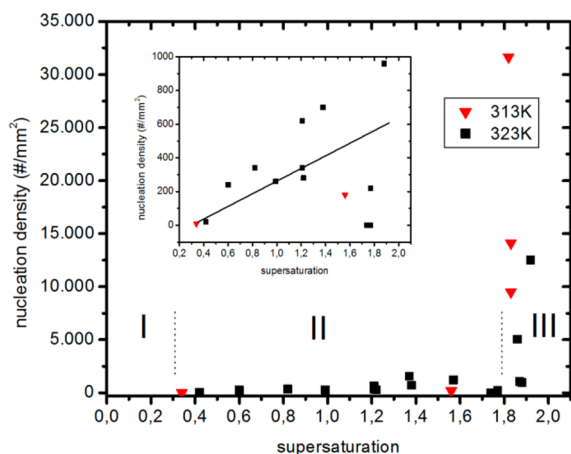 35.000
30.000
25.000
20.000
15.000
10.000
5.000
0
nucleation density (#/mm²)
0,0 0,2 0,4 0,6 0,8 1,0 1,2 1,4 1,6 1,8 2,0
supersaturation
1000
800
600
400
200
0
nucleation density (#/mm²)
0,2 0,4 0,6 0,8 1,0 1,2 1,4 1,6 1,8 2,0
supersaturation
313K
323K
I II III